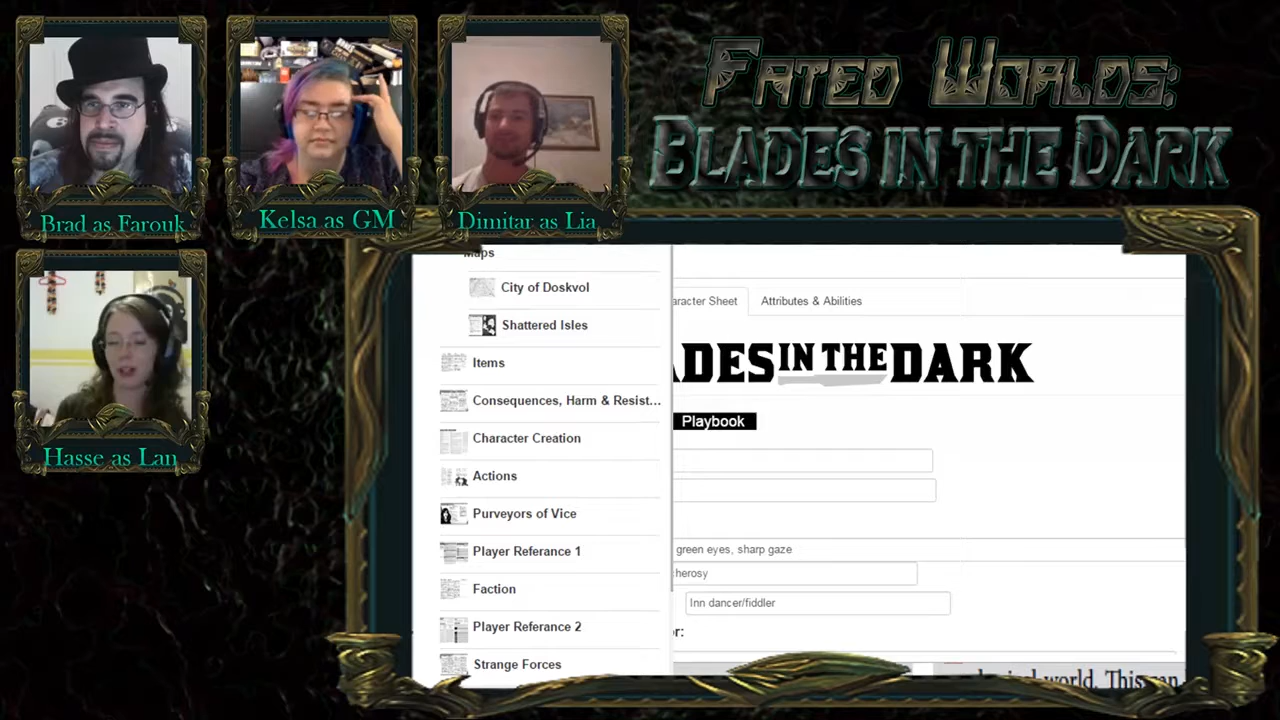 FATED WORLDS:
BLADES IN THE DARK
Brad as Farouk
Kelsa as GM
Dimitar as Lia
Hasse as Lan
Maps
City of Doskvol
Shattered Isles
Items
Consequences, Harm & Resist...
Character Creation
Actions
Purveyors of Vice
Player Referance 1
Faction
Player Referance 2
Strange Forces
aracter Sheet
Attributes & Abilities
ADES IN THE DARK
Playbook
green eyes, sharp gaze
herosy
Inn dancer/fiddler
or:
world. This can